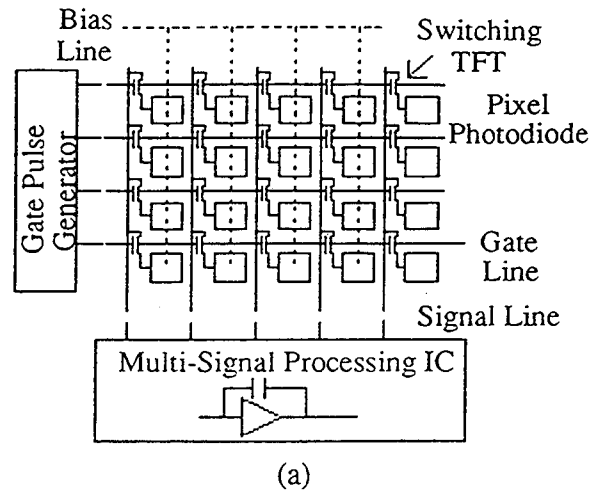 Bias
Line
Switching
TFT
Pixel
Photodiode
Gate Pulse
Generator
Gate
Line
Signal Line
Multi-Signal Processing IC
(a)